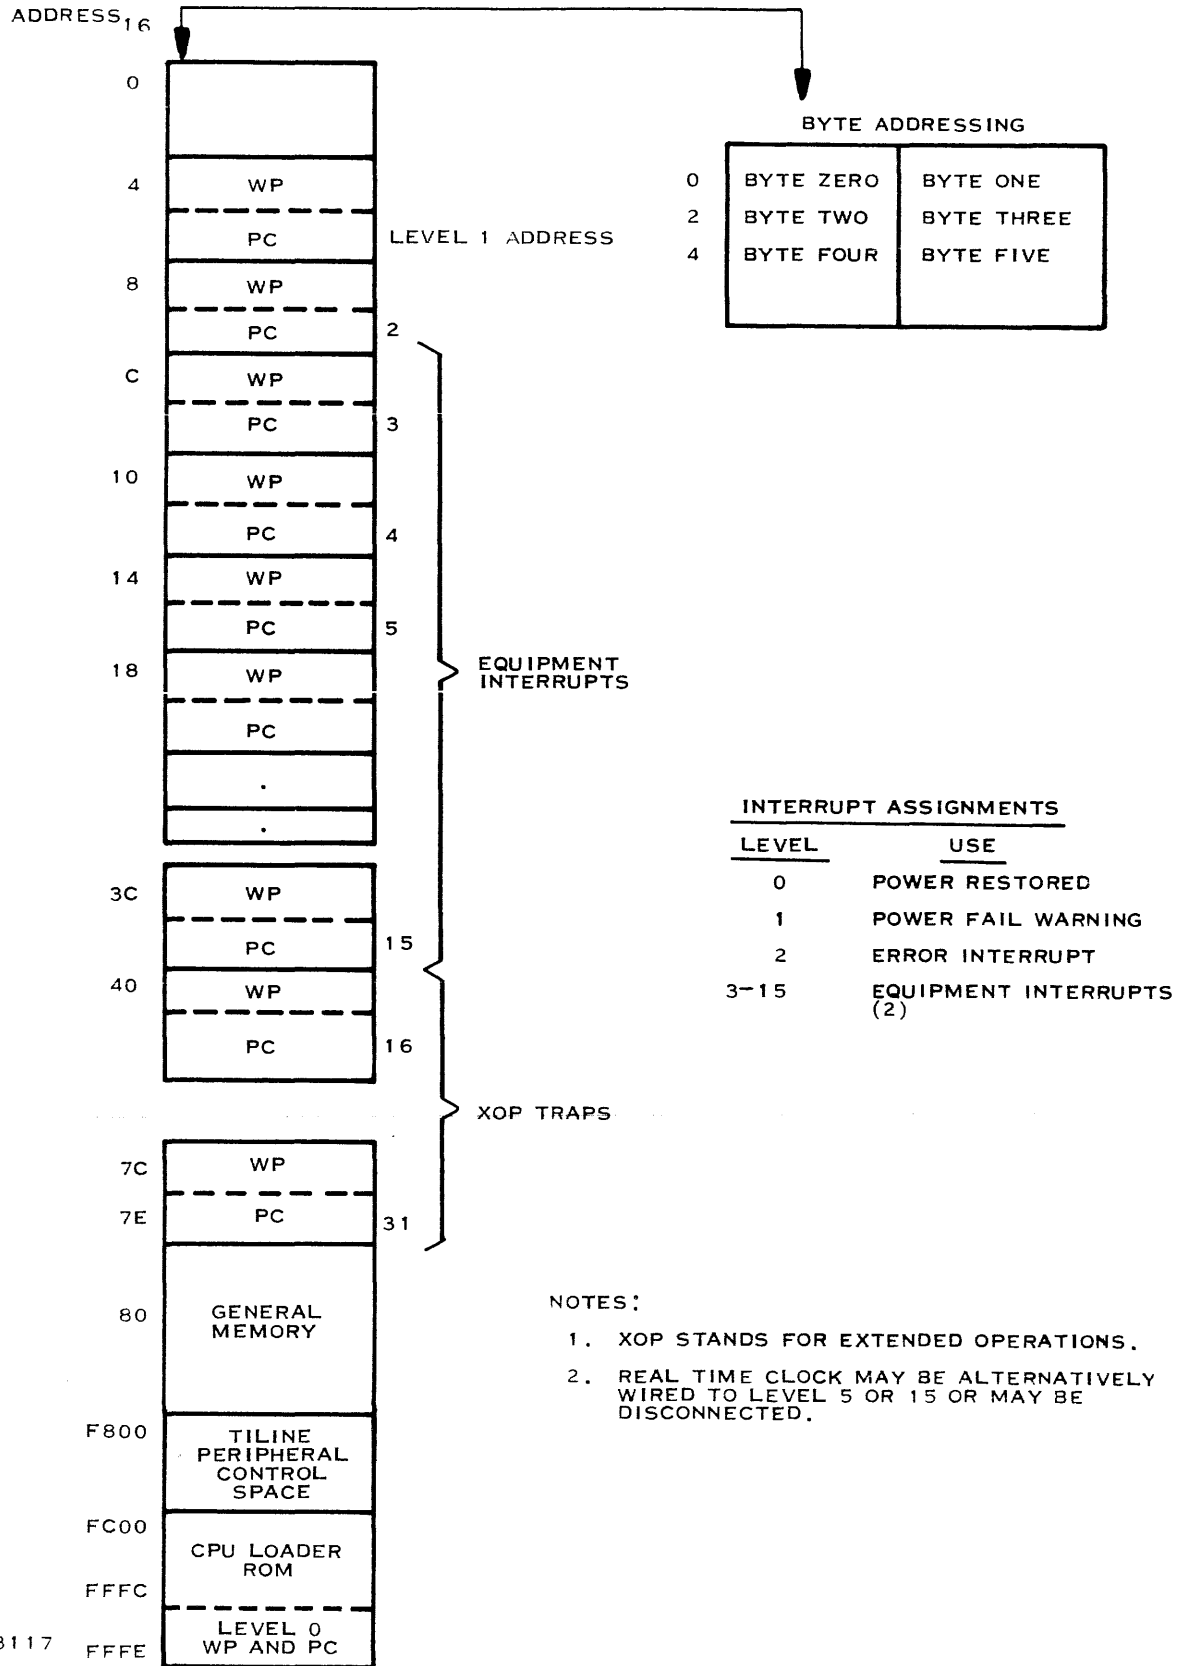 ADDRESS16
0
BYTE ADDRESSING
0 BYTE ZERO BYTE ONE
2 BYTE TWO BYTE THREE
4 BYTE FOUR BYTE FIVE
4 WP
PC LEVEL 1 ADDRESS
8 WP
PC 2
C WP
PC 3
10 WP
PC 4
14 WP
PC 5
18 WP
PC
.
.
EQUIPMENT
INTERRUPTS
3C WP
PC 15
40 WP
PC 16
XOP TRAPS
7C WP
7E PC 31
80 GENERAL
MEMORY
F800 TILINE
PERIPHERAL
CONTROL
SPACE
FC00 CPU LOADER
ROM
FFFC
LEVEL 0
FFFE WP AND PC
3117
INTERRUPT ASSIGNMENTS
LEVEL USE
0 POWER RESTORED
1 POWER FAIL WARNING
2 ERROR INTERRUPT
3-15 EQUIPMENT INTERRUPTS
(2)
NOTES:
1. XOP STANDS FOR EXTENDED OPERATIONS.
2. REAL TIME CLOCK MAY BE ALTERNATIVELY
WIRED TO LEVEL 5 OR 15 OR MAY BE
DISCONNECTED.